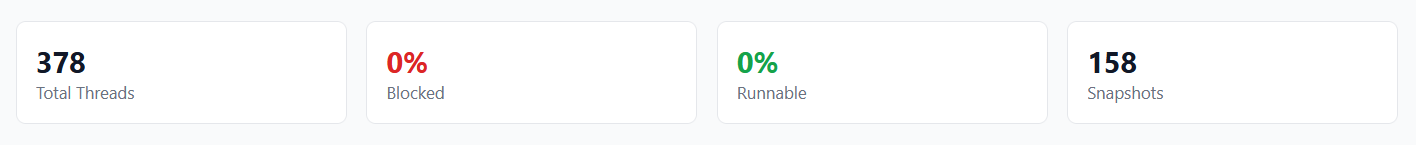 378
Total Threads
0%
Blocked
0%
Runnable
158
Snapshots